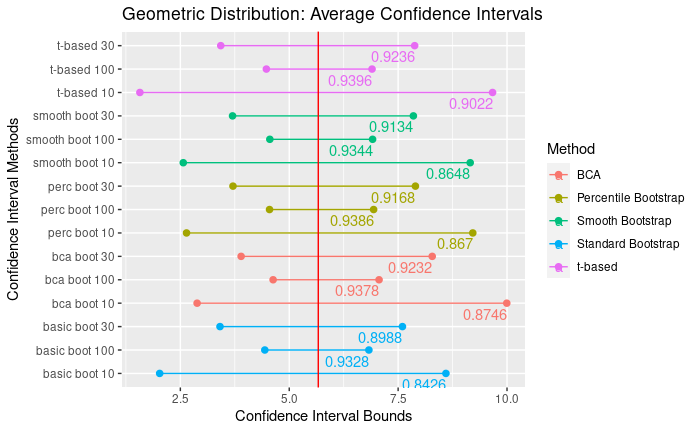 Geometric Distribution: Average Confidence Intervals
Confidence Interval Methods
t-based 30
0.9236
t-based 100
0.9396
t-based 10
0.9022
smooth boot 30
0.9134
smooth boot 100
0.9344
smooth boot 10
0.8648
perc boot 30
0.9168
perc boot 100
0.9386
perc boot 10
0.867
bca boot 30
0.9232
bca boot 100
0.9378
bca boot 10
0.8746
basic boot 30
0.8988
basic boot 100
0.9328
basic boot 10
0.8426
2.5 5.0 7.5 10.0
Confidence Interval Bounds
Method
BCA
Percentile Bootstrap
Smooth Bootstrap
Standard Bootstrap
t-based